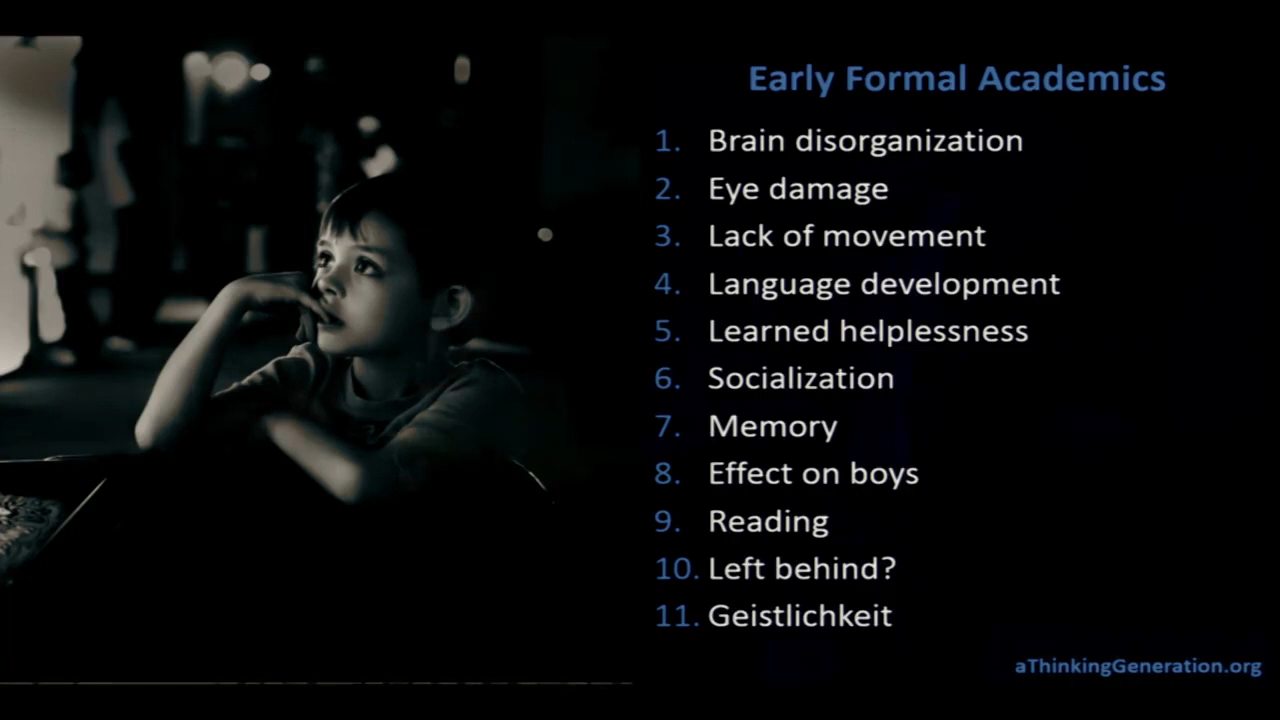 Early Formal Academics
1. Brain disorganization
2. Eye damage
3. Lack of movement
4. Language development
5. Learned helplessness
6. Socialization
7. Memory
8. Effect on boys
9. Reading
10. Left behind?
11. Geistlichkeit
aThinkingGeneration.org